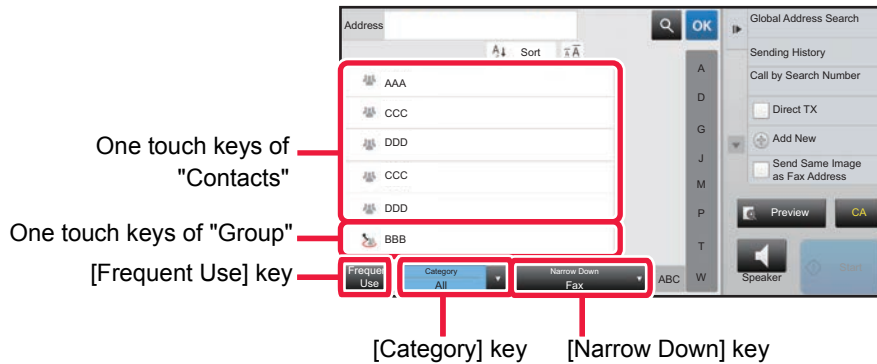 Address
OK
Sort
AAA
CCC
DDD
CCC
DDD
BBB
Frequent
Use
Category
All
Narrow Down
Fax
ABC
A
D
G
J
M
P
T
W
Global Address Search
Sending History
Call by Search Number
Direct TX
Add New
Send Same Image
as Fax Address
Preview
CA
Speaker
Start
One touch keys of
"Contacts"
One touch keys of "Group"
[Frequent Use] key
[Category] key
[Narrow Down] key